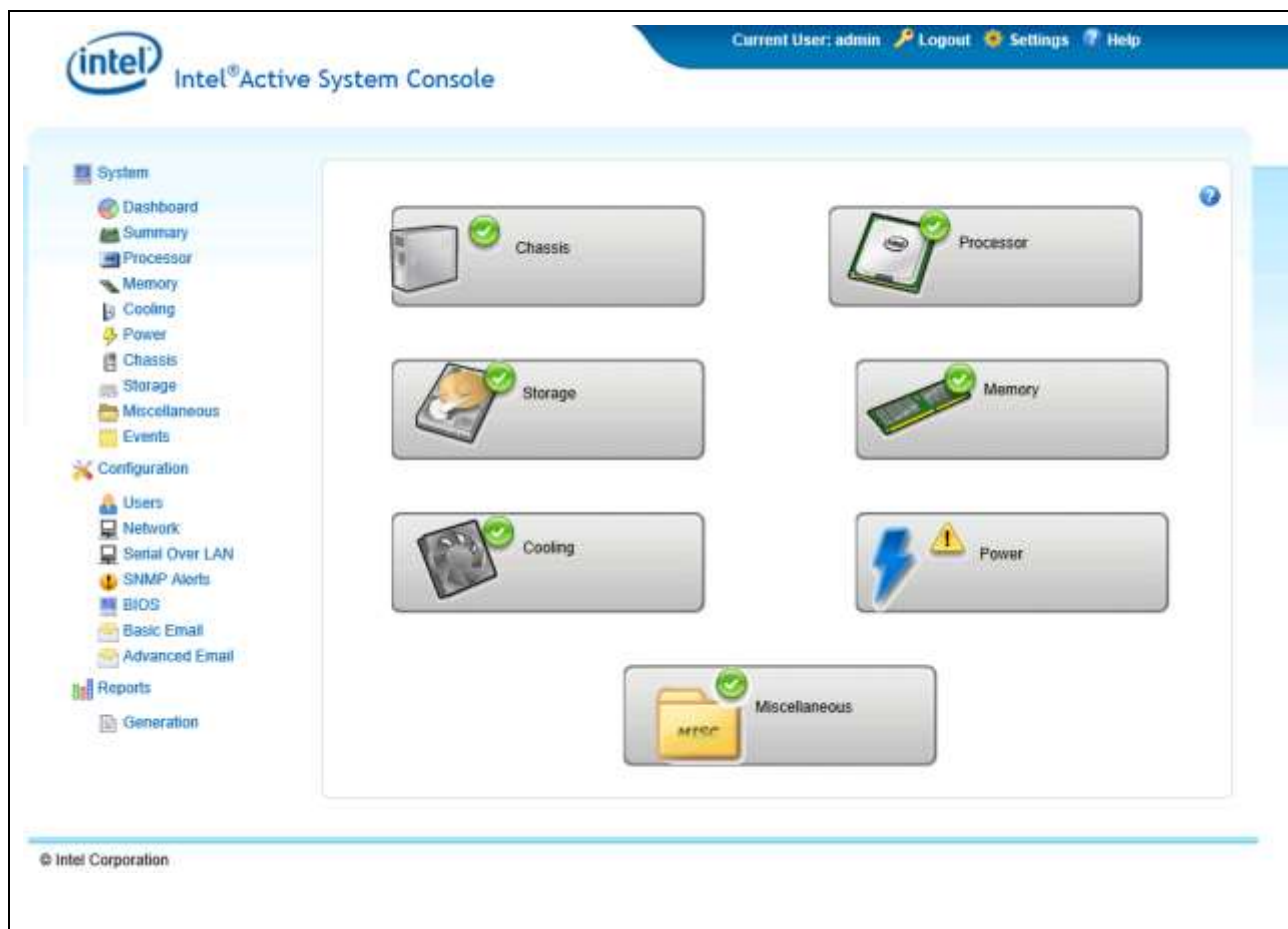 Current User: admin Logout Settings Help
intel
Intel®Active System Console
System
Dashboard
Summary
Processor
Memory
Cooling
Power
Chassis
Storage
Miscellaneous
Events
Configuration
Users
Network
Serial Over LAN
SNMP Alerts
BIOS
Basic Email
Advanced Email
Reports
Generation
Chassis
Processor
Storage
Memory
Cooling
Power
MISC
Miscellaneous
© Intel Corporation